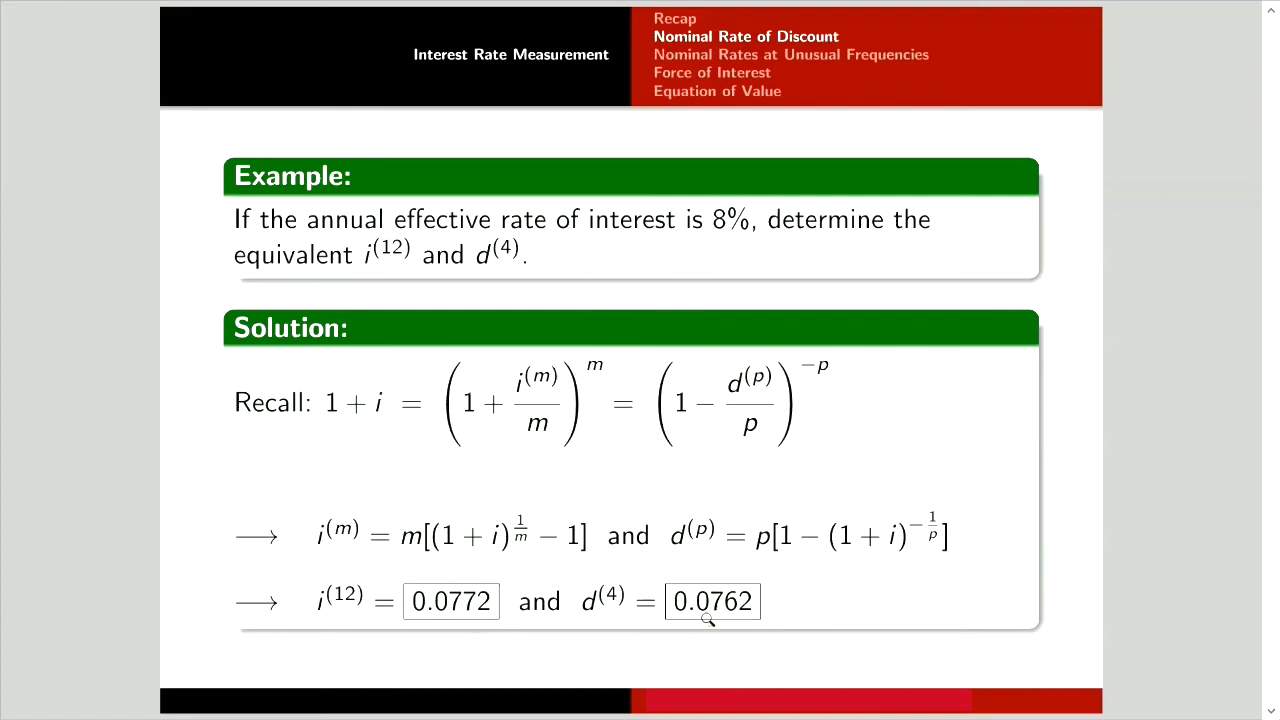 Interest Rate Measurement
Recap
Nominal Rate of Discount
Nominal Rates at Unusual Frequencies
Force of Interest
Equation of Value
Example:
If the annual effective rate of interest is 8%, determine the
equivalent i^(12) and d^(4).
Solution:
Recall: 1 + i = (1 + i^(m)/m)^m = (1 − d^(p)/p)^−p
⟶ i^(m) = m[(1 + i)^(1/m) − 1] and d^(p) = p[1 − (1 + i)^(−1/p)]
⟶ i^(12) = 0.0772 and d^(4) = 0.0762